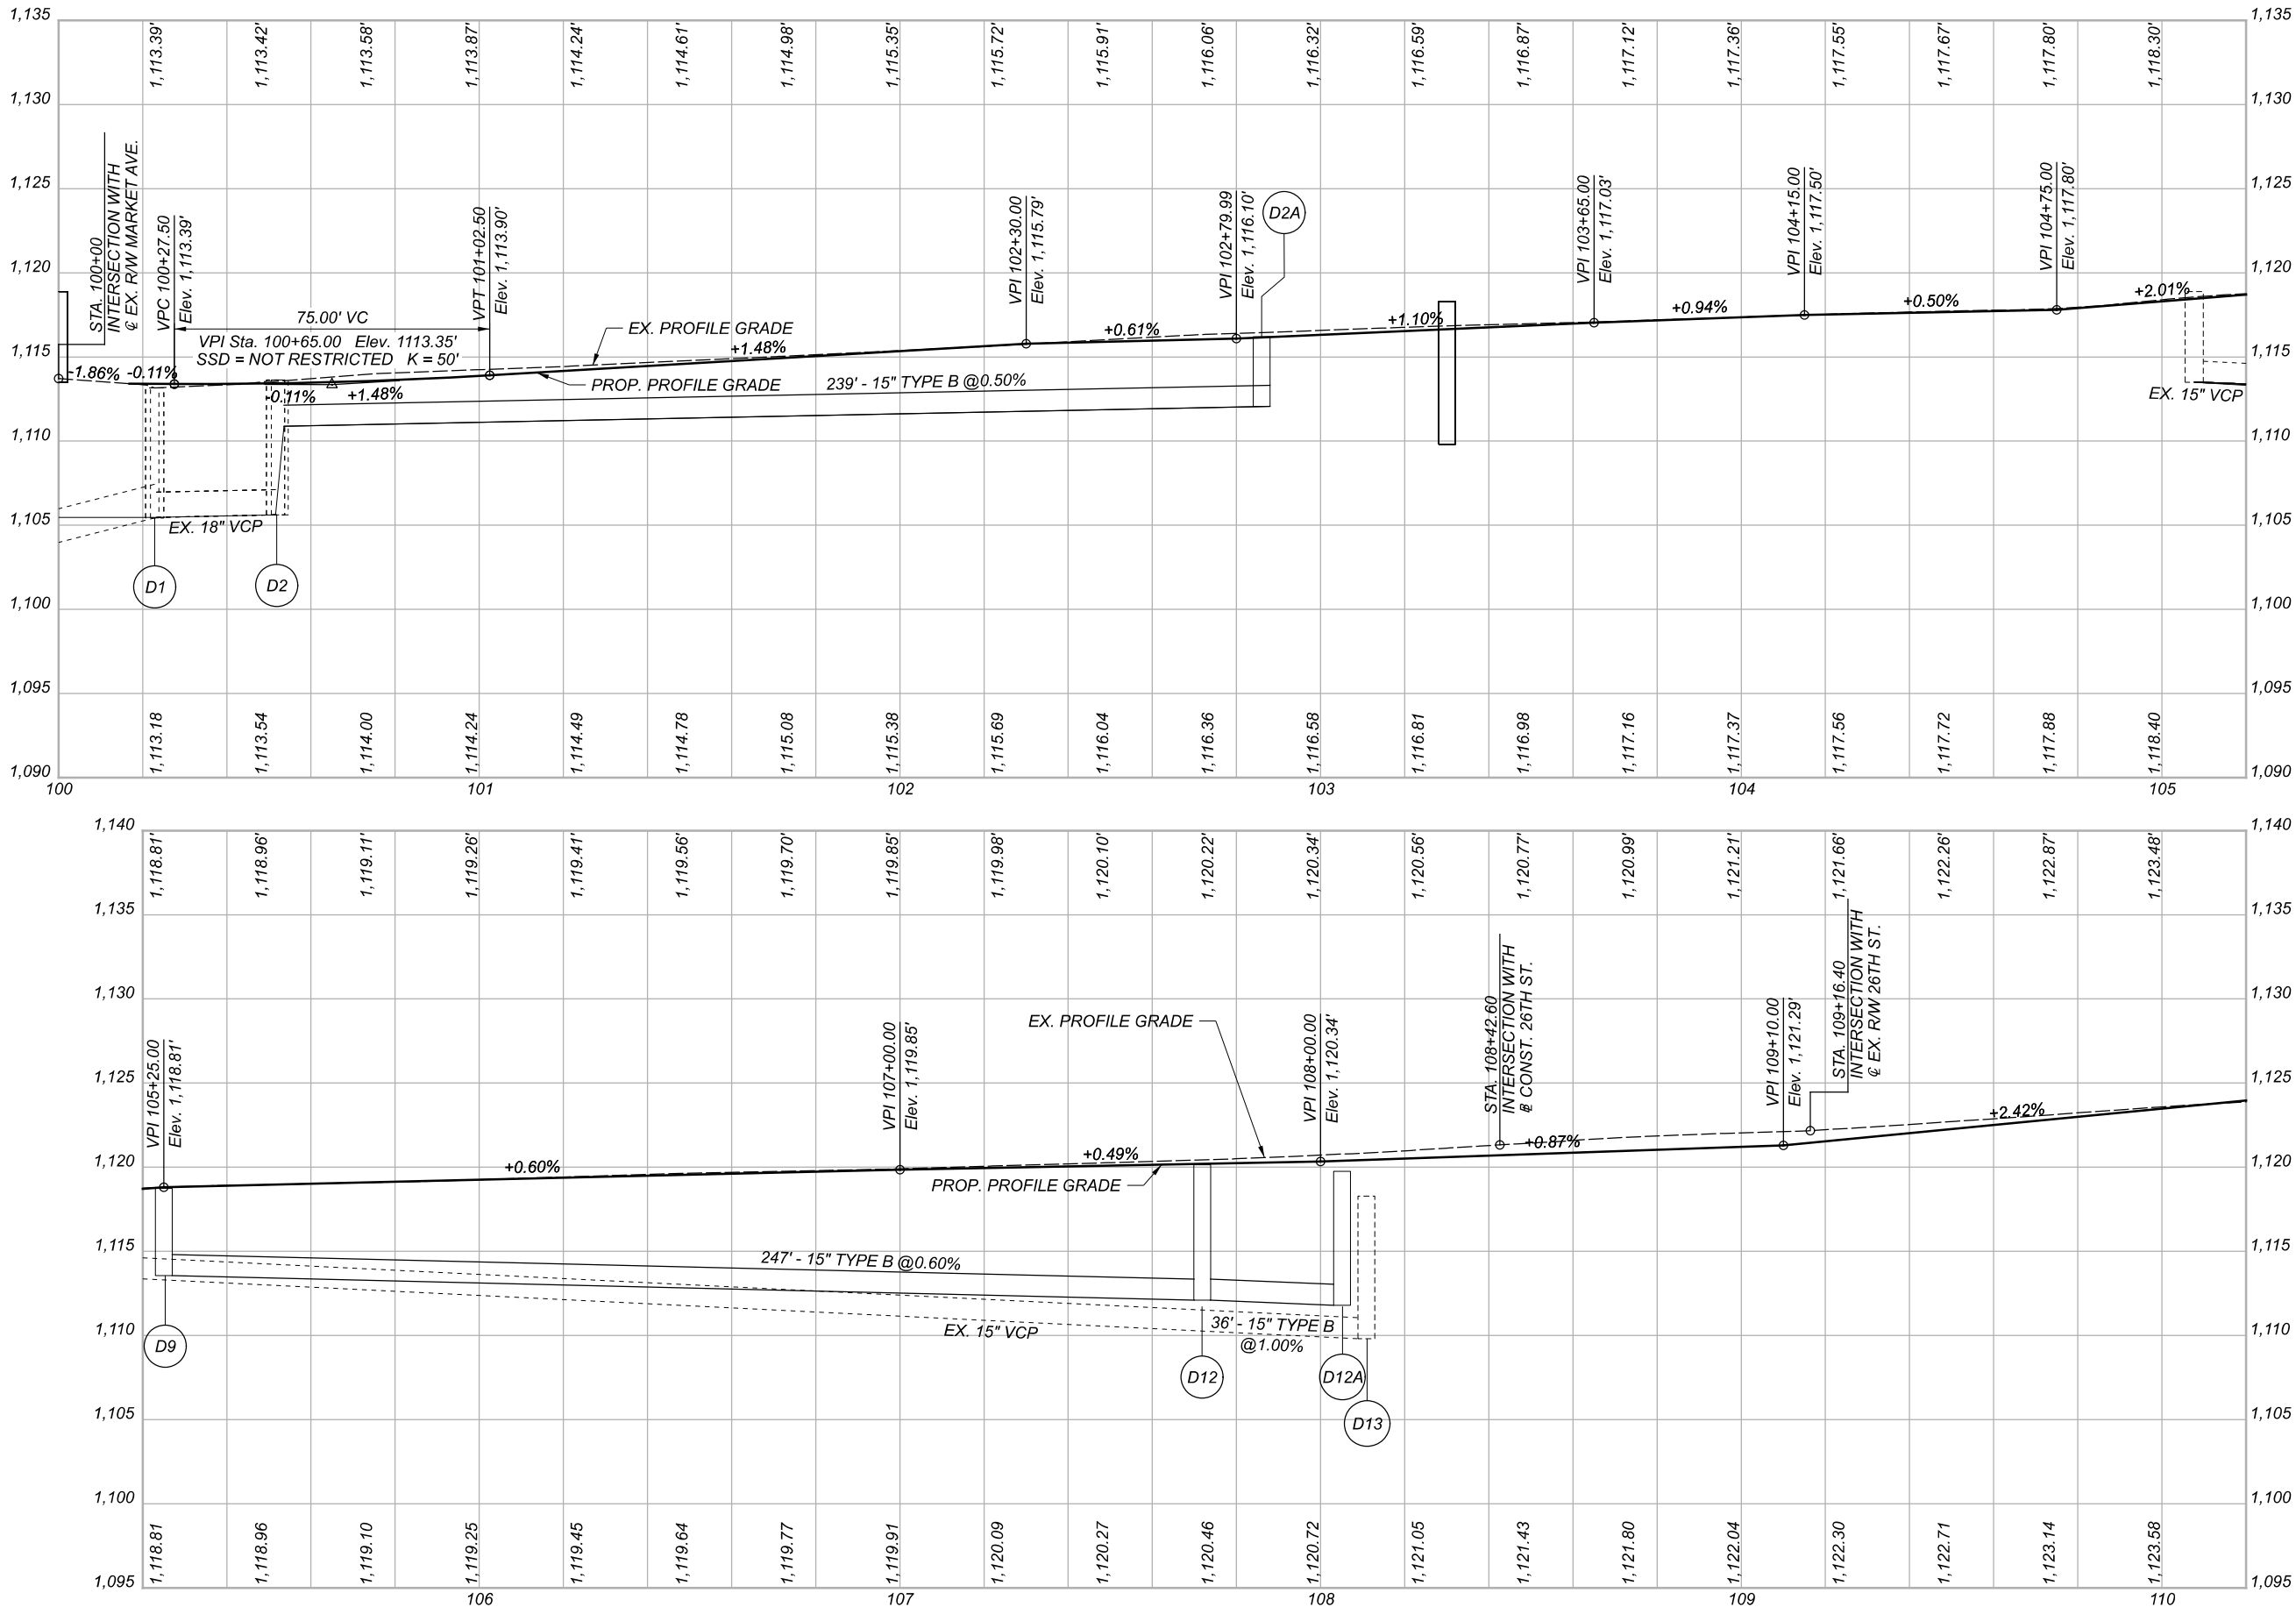 1,135
1,130
1,125
1,120
1,115
1,110
1,105
1,100
1,095
1,090
1,113.39'
1,113.42'
1,113.58'
1,113.87'
1,114.24'
1,114.61'
1,114.98'
1,115.35'
1,115.72'
1,115.91'
1,116.06'
1,116.32'
1,116.59'
1,116.87'
1,117.12'
1,117.36'
1,117.55'
1,117.67'
1,117.80'
1,118.30'
1,135
1,130
1,125
1,120
1,115
1,110
1,105
1,100
1,095
1,090
STA. 100+00
INTERSECTION WITH
℄ EX. R/W MARKET AVE.
VPC 100+27.50
Elev. 1,113.39'
75.00' VC
VPI Sta. 100+65.00 Elev. 1113.35'
SSD = NOT RESTRICTED K = 50'
VPT 101+02.50
Elev. 1,113.90'
EX. PROFILE GRADE
PROP. PROFILE GRADE
VPI 102+30.00
Elev. 1,115.79'
VPI 102+79.99
Elev. 1,116.10'
D2A
VPI 103+65.00
Elev. 1,117.03'
VPI 104+15.00
Elev. 1,117.50'
VPI 104+75.00
Elev. 1,117.80'
-1.86%
-0.11%
-0.11%
+1.48%
+1.48%
+0.61%
+1.10%
+0.94%
+0.50%
+2.01%
239' - 15" TYPE B @0.50%
EX. 15" VCP
EX. 18" VCP
D1
D2
1,113.18
1,113.54
1,114.00
1,114.24
1,114.49
1,114.78
1,115.08
1,115.38
1,115.69
1,116.04
1,116.36
1,116.58
1,116.81
1,116.98
1,117.16
1,117.37
1,117.56
1,117.72
1,117.88
1,118.40
100
101
102
103
104
105
1,140
1,135
1,130
1,125
1,120
1,115
1,110
1,105
1,100
1,095
1,118.81'
1,118.96'
1,119.11'
1,119.26'
1,119.41'
1,119.56'
1,119.70'
1,119.85'
1,119.98'
1,120.10'
1,120.22'
1,120.34'
1,120.56'
1,120.77'
1,120.99'
1,121.21'
1,121.66'
1,122.26'
1,122.87'
1,123.48'
1,140
1,135
1,130
1,125
1,120
1,115
1,110
1,105
1,100
1,095
VPI 105+25.00
Elev. 1,118.81'
VPI 107+00.00
Elev. 1,119.85'
EX. PROFILE GRADE
PROP. PROFILE GRADE
VPI 108+00.00
Elev. 1,120.34'
STA. 108+42.60
INTERSECTION WITH
CONST. 26TH ST.
VPI 109+10.00
Elev. 1,121.29'
STA. 109+16.40
INTERSECTION WITH
℄ EX. R/W 26TH ST.
+0.60%
+0.49%
+0.87%
+2.42%
247' - 15" TYPE B @0.60%
EX. 15" VCP
36' - 15" TYPE B
@1.00%
D9
D12
D12A
D13
1,118.81
1,118.96
1,119.10
1,119.25
1,119.45
1,119.64
1,119.77
1,119.91
1,120.09
1,120.27
1,120.46
1,120.72
1,121.05
1,121.43
1,121.80
1,122.04
1,122.30
1,122.71
1,123.14
1,123.58
106
107
108
109
110